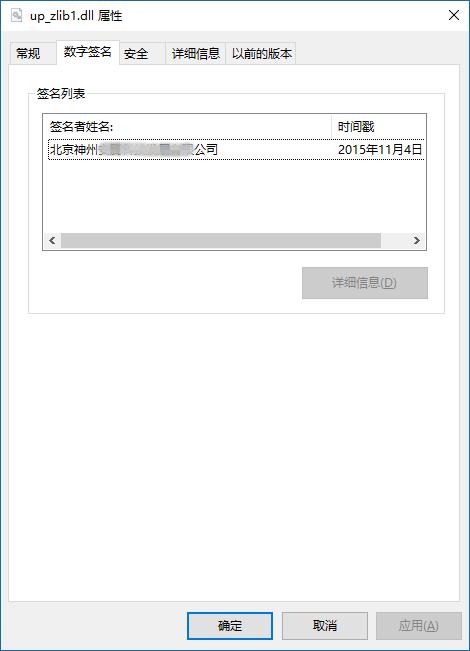 up_zlib1.dll 属性
常规 数字签名 安全 详细信息 以前的版本
签名列表
签名者姓名: 时间戳
北京神州 公司 2015年11月4日
详细信息(D)
确定 取消 应用(A)